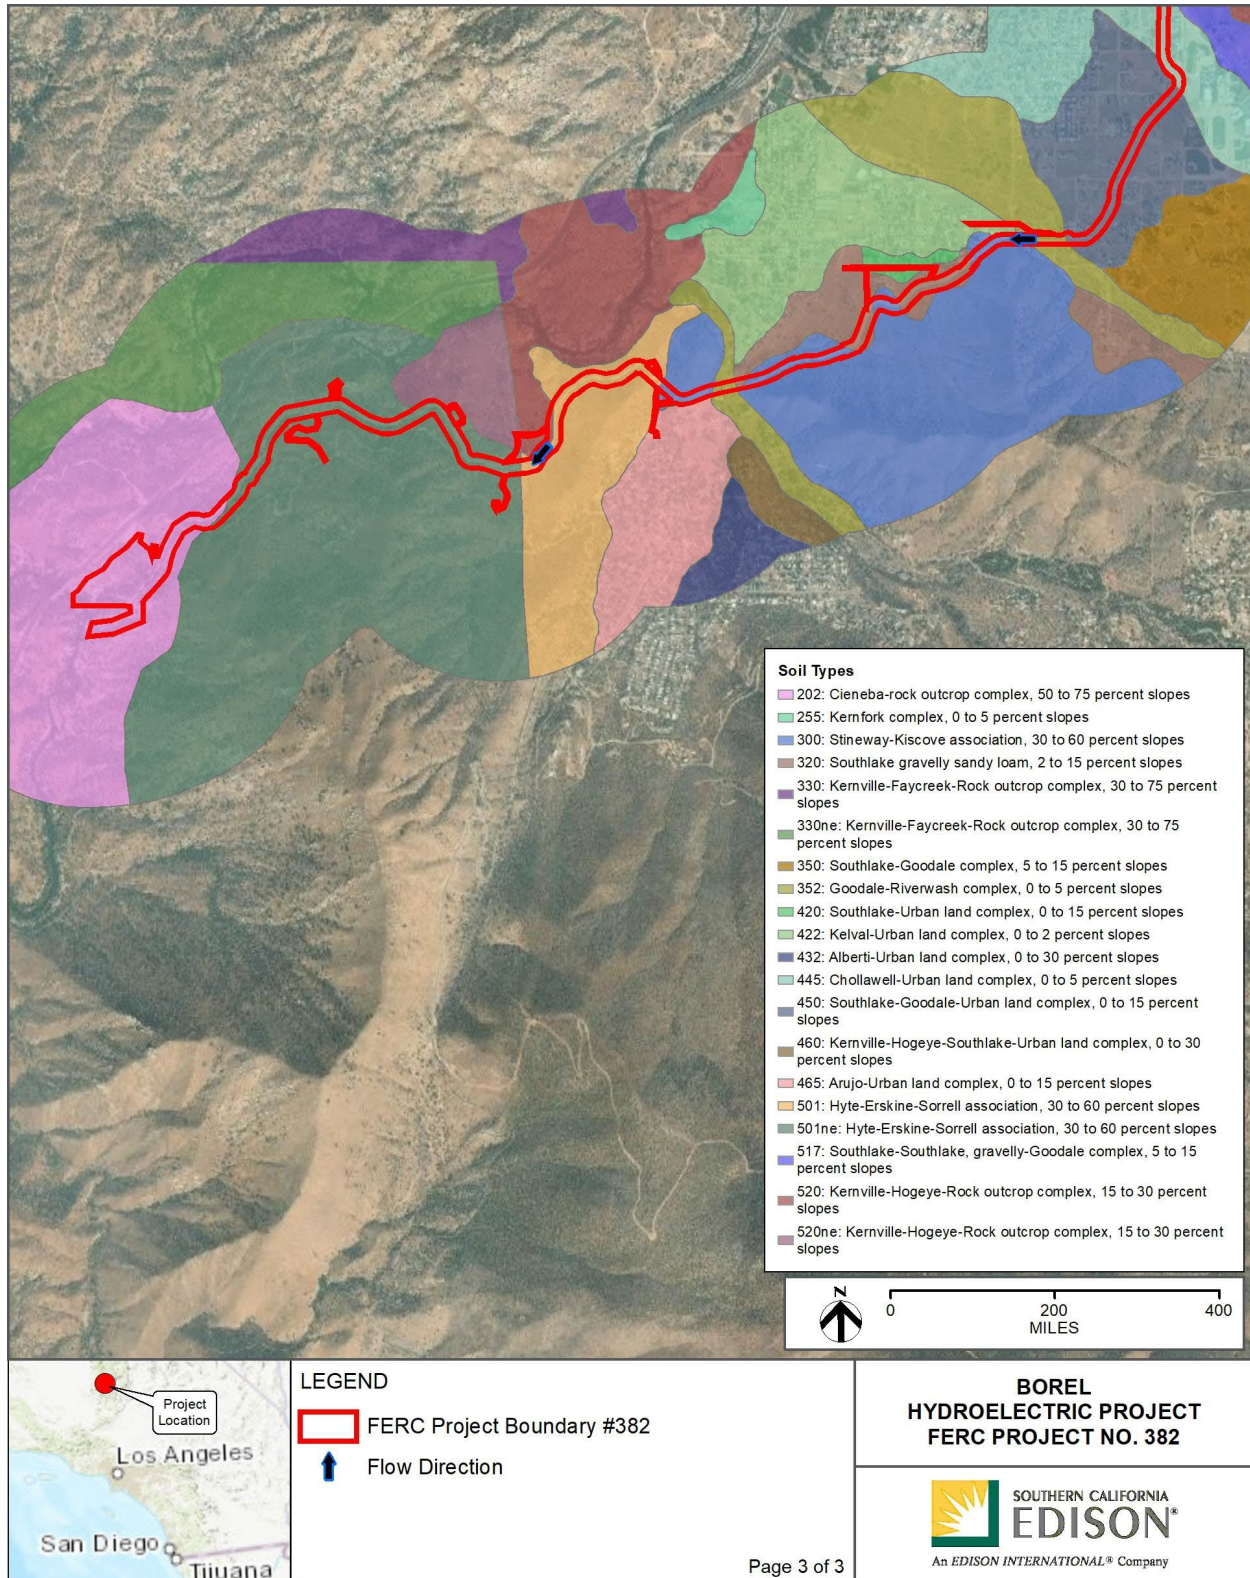 Soil Types
202: Cieneba-rock outcrop complex, 50 to 75 percent slopes
255: Kernfork complex, 0 to 5 percent slopes
300: Stineway-Kiscove association, 30 to 60 percent slopes
320: Southlake gravelly sandy loam, 2 to 15 percent slopes
330: Kernville-Faycreek-Rock outcrop complex, 30 to 75 percent
slopes
330ne: Kernville-Faycreek-Rock outcrop complex, 30 to 75
percent slopes
350: Southlake-Goodale complex, 5 to 15 percent slopes
352: Goodale-Riverwash complex, 0 to 5 percent slopes
420: Southlake-Urban land complex, 0 to 15 percent slopes
422: Kelval-Urban land complex, 0 to 2 percent slopes
432: Alberti-Urban land complex, 0 to 30 percent slopes
445: Chollawell-Urban land complex, 0 to 5 percent slopes
450: Southlake-Goodale-Urban land complex, 0 to 15 percent
slopes
460: Kernville-Hogeye-Southlake-Urban land complex, 0 to 30
percent slopes
465: Arujo-Urban land complex, 0 to 15 percent slopes
501: Hyte-Erskine-Sorrell association, 30 to 60 percent slopes
501ne: Hyte-Erskine-Sorrell association, 30 to 60 percent slopes
517: Southlake-Southlake, gravelly-Goodale complex, 5 to 15
percent slopes
520: Kernville-Hogeye-Rock outcrop complex, 15 to 30 percent
slopes
520ne: Kernville-Hogeye-Rock outcrop complex, 15 to 30 percent
slopes
N
0 200 400
MILES
Project
Location
Los Angeles
San Diego
Tijuana
LEGEND
FERC Project Boundary #382
Flow Direction
Page 3 of 3
BOREL
HYDROELECTRIC PROJECT
FERC PROJECT NO. 382
SOUTHERN CALIFORNIA
EDISON®
An EDISON INTERNATIONAL® Company